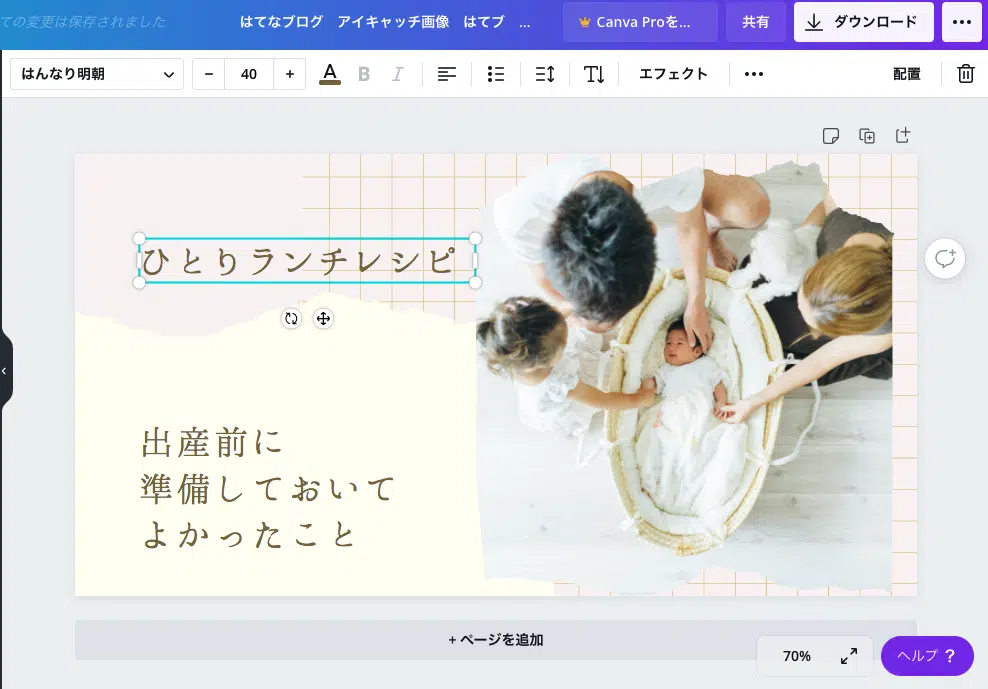 ての変更は保存されました
はてなブログ アイキャッチ画像 はてブ ...
Canva Proを...
共有
ダウンロード
はんなり明朝
− 40 +
A B I
エフェクト
配置
ひとりランチレシピ
出産前に
準備しておいて
よかったこと
+ ページを追加
70%
ヘルプ ?